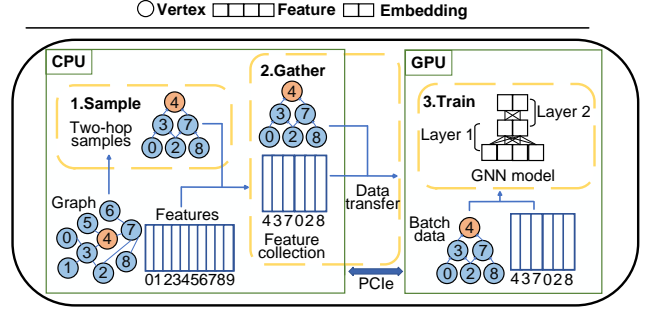 Vertex Feature Embedding
CPU
1.Sample
Two-hop
samples
4
3 7
0 2 8
Graph
6
5 7
0 4
3
1 2 8
Features
0123456789
2.Gather
4
3 7
0 2 8
437028
Feature
collection
Data
transfer
PCIe
GPU
3.Train
Layer 1
Layer 2
GNN model
Batch
data
4
3 7
0 2 8
437028